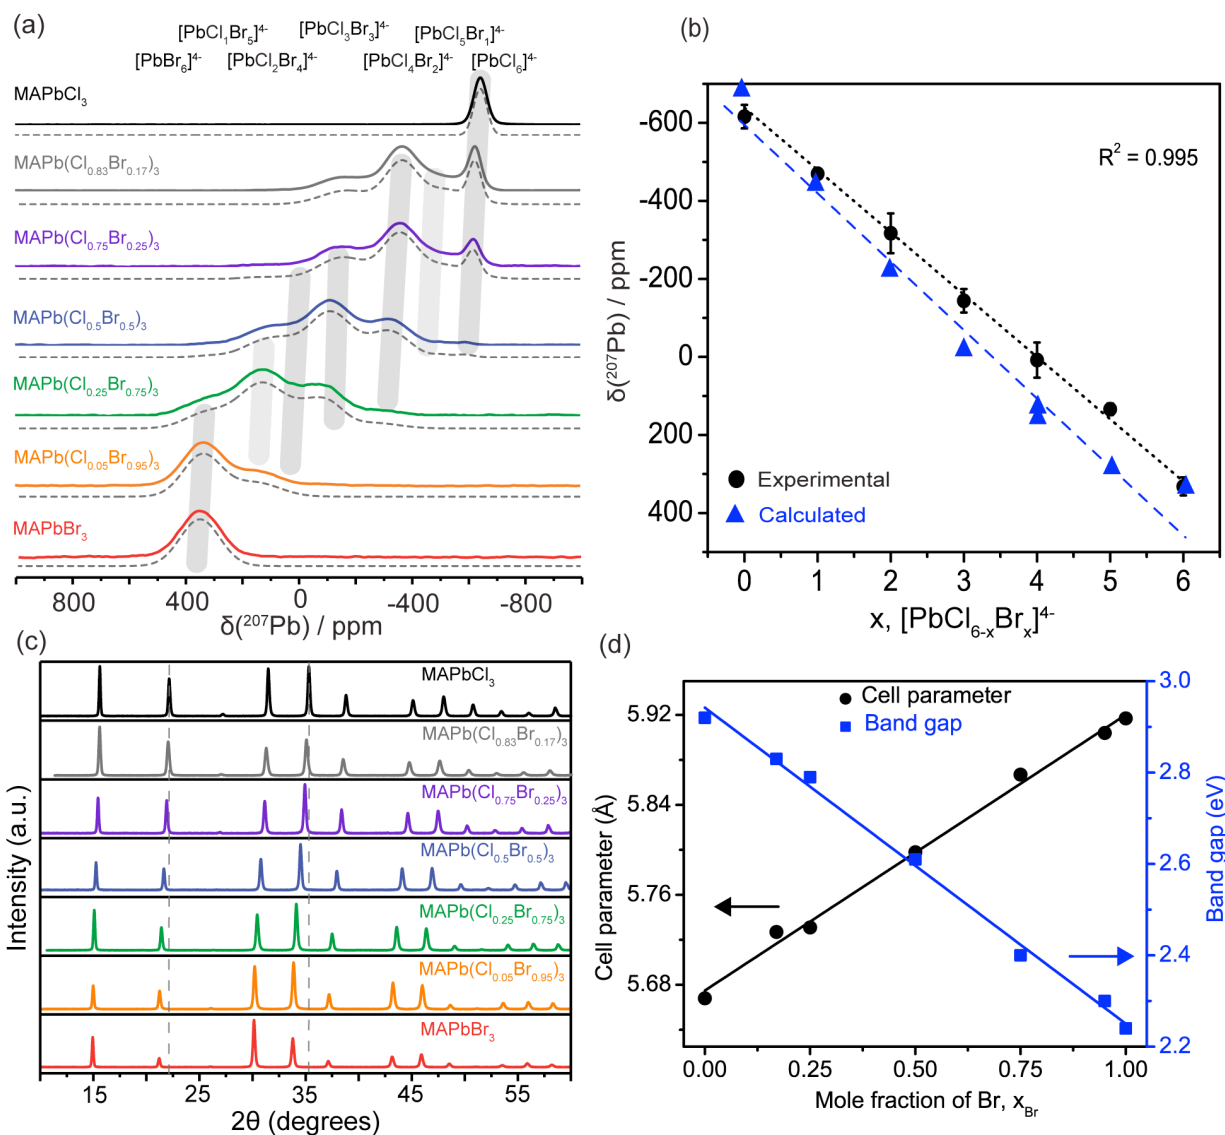 (a)
[PbCl₁Br₅]⁴⁻ [PbCl₃Br₃]⁴⁻ [PbCl₅Br₁]⁴⁻
[PbBr₆]⁴⁻ [PbCl₂Br₄]⁴⁻ [PbCl₄Br₂]⁴⁻ [PbCl₆]⁴⁻
MAPbCl₃
MAPb(Cl₀.₈₃Br₀.₁₇)₃
MAPb(Cl₀.₇₅Br₀.₂₅)₃
MAPb(Cl₀.₅Br₀.₅)₃
MAPb(Cl₀.₂₅Br₀.₇₅)₃
MAPb(Cl₀.₀₅Br₀.₉₅)₃
MAPbBr₃
800 400 0 -400 -800
δ(²⁰⁷Pb) / ppm
(b)
-600
-400
-200
0
200
400
δ(²⁰⁷Pb) / ppm
R² = 0.995
Experimental
Calculated
0 1 2 3 4 5 6
x, [PbCl₆₋ₓBrₓ]⁴⁻
(c)
Intensity (a.u.)
MAPbCl₃
MAPb(Cl₀.₈₃Br₀.₁₇)₃
MAPb(Cl₀.₇₅Br₀.₂₅)₃
MAPb(Cl₀.₅Br₀.₅)₃
MAPb(Cl₀.₂₅Br₀.₇₅)₃
MAPb(Cl₀.₀₅Br₀.₉₅)₃
MAPbBr₃
15 25 35 45 55
2θ (degrees)
(d)
Cell parameter
Band gap
5.92
5.84
5.76
5.68
Cell parameter (Å)
3.0
2.8
2.6
2.4
2.2
Band gap (eV)
0.00 0.25 0.50 0.75 1.00
Mole fraction of Br, x_Br